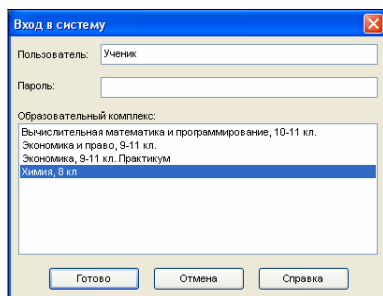 Вход в систему
Пользователь: Ученик
Пароль:
Образовательный комплекс:
Вычислительная математика и программирование, 10-11 кл.
Экономика и право, 9-11 кл.
Экономика, 9-11 кл. Практикум
Химия, 8 кл
Готово Отмена Справка